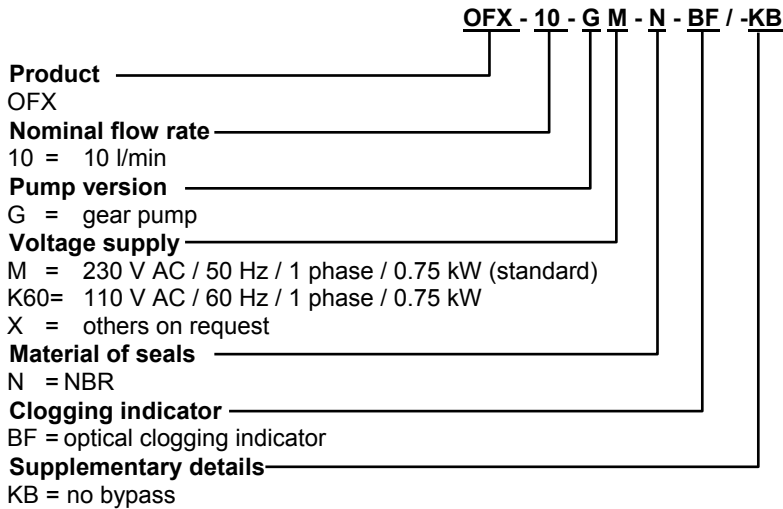 OFX - 10 - G M - N - BF / -KB
Product
OFX
Nominal flow rate
10 = 10 l/min
Pump version
G = gear pump
Voltage supply
M = 230 V AC / 50 Hz / 1 phase / 0.75 kW (standard)
K60= 110 V AC / 60 Hz / 1 phase / 0.75 kW
X = others on request
Material of seals
N = NBR
Clogging indicator
BF = optical clogging indicator
Supplementary details
KB = no bypass